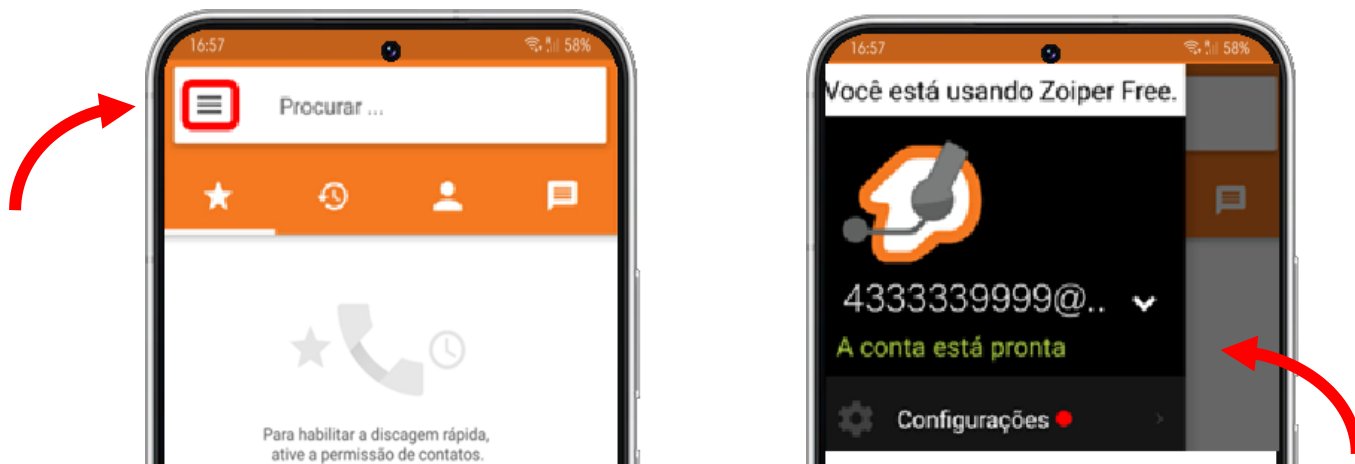 16:57
58%
Procurar ...
Para habilitar a discagem rápida,
ative a permissão de contatos.
16:57
58%
Você está usando Zoiper Free.
4333339999@..
A conta está pronta
Configurações